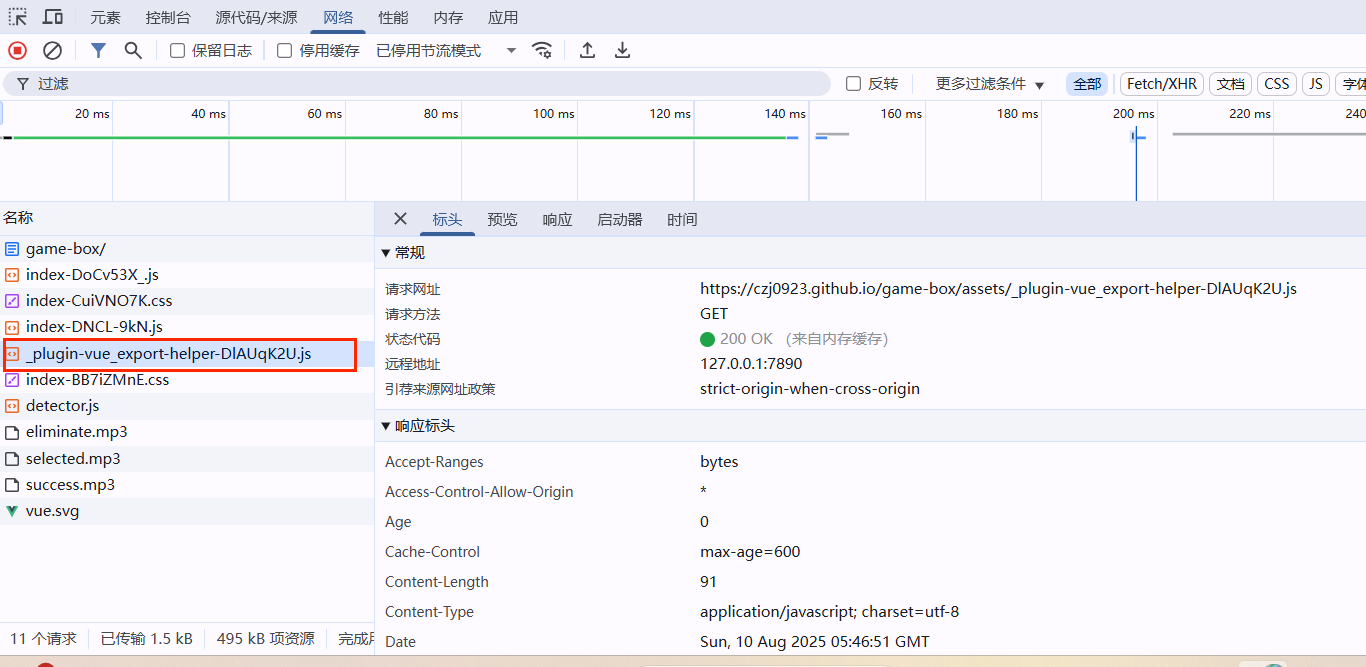 元素 控制台 源代码/来源 网络 性能 内存 应用
保留日志 停用缓存 已停用节流模式
过滤 反转 更多过滤条件 全部 Fetch/XHR 文档 CSS JS 字体
20 ms 40 ms 60 ms 80 ms 100 ms 120 ms 140 ms 160 ms 180 ms 200 ms 220 ms 240
名称
game-box/
index-DoCv53X_.js
index-CuiVNO7K.css
index-DNCL-9kN.js
_plugin-vue_export-helper-DlAUqK2U.js
index-BB7iZMnE.css
detector.js
eliminate.mp3
selected.mp3
success.mp3
vue.svg
11 个请求 已传输 1.5 kB 495 kB 项资源 完成用
标头 预览 响应 启动器 时间
常规
请求网址 https://czj0923.github.io/game-box/assets/_plugin-vue_export-helper-DlAUqK2U.js
请求方法 GET
状态代码 200 OK （来自内存缓存）
远程地址 127.0.0.1:7890
引荐来源网址政策 strict-origin-when-cross-origin
响应标头
Accept-Ranges bytes
Access-Control-Allow-Origin *
Age 0
Cache-Control max-age=600
Content-Length 91
Content-Type application/javascript; charset=utf-8
Date Sun, 10 Aug 2025 05:46:51 GMT